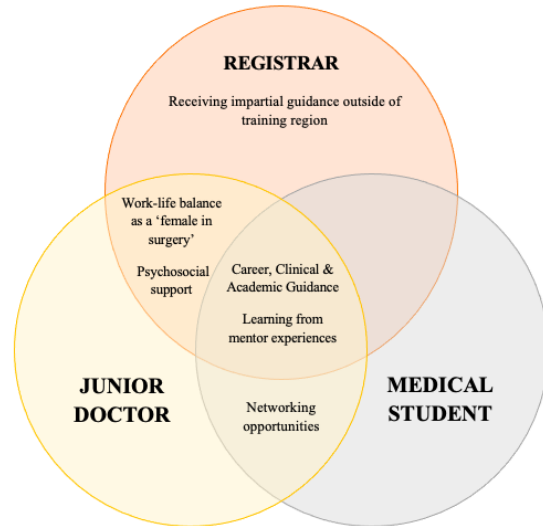 REGISTRAR
Receiving impartial guidance outside of
training region
Work-life balance
as a ‘female in
surgery’
Psychosocial
support
Career, Clinical &
Academic Guidance
Learning from
mentor experiences
JUNIOR
DOCTOR
MEDICAL
STUDENT
Networking
opportunities